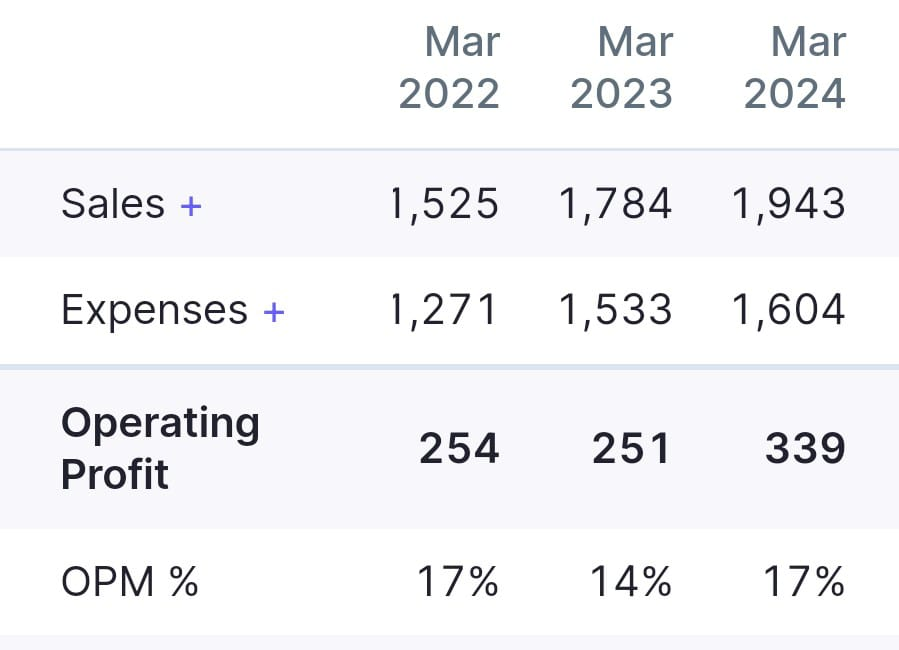 Mar 2022 Mar 2023 Mar 2024
Sales + 1,525 1,784 1,943
Expenses + 1,271 1,533 1,604
Operating Profit 254 251 339
OPM % 17% 14% 17%